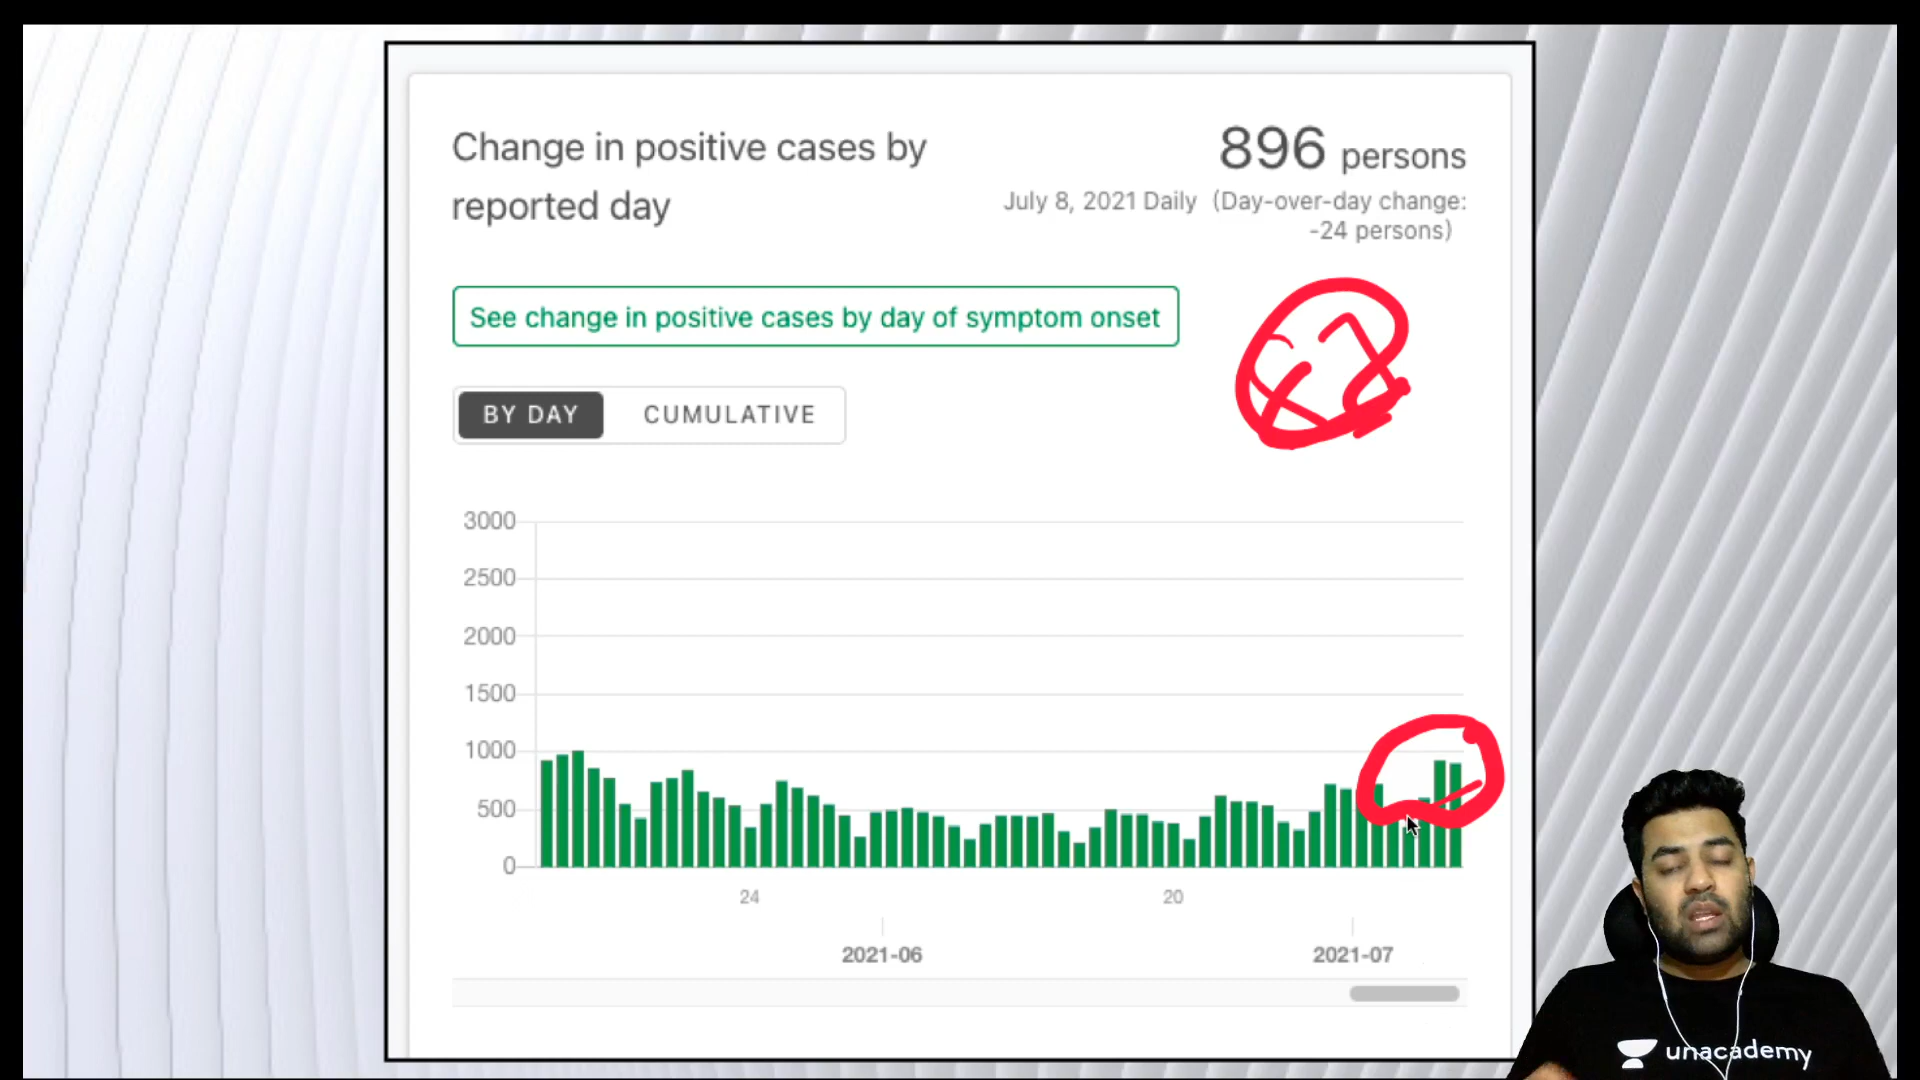 Change in positive cases by
reported day
896 persons
July 8, 2021 Daily (Day-over-day change:
-24 persons)
See change in positive cases by day of symptom onset
BY DAY
CUMULATIVE
3000
2500
2000
1500
1000
500
0
24
20
2021-06
2021-07
unacademy